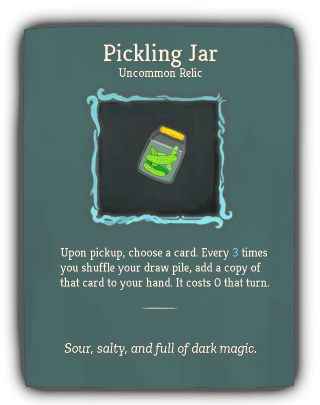 Pickling Jar
Uncommon Relic
Upon pickup, choose a card. Every 3 times
you shuffle your draw pile, add a copy of
that card to your hand. It costs 0 that turn.
Sour, salty, and full of dark magic.